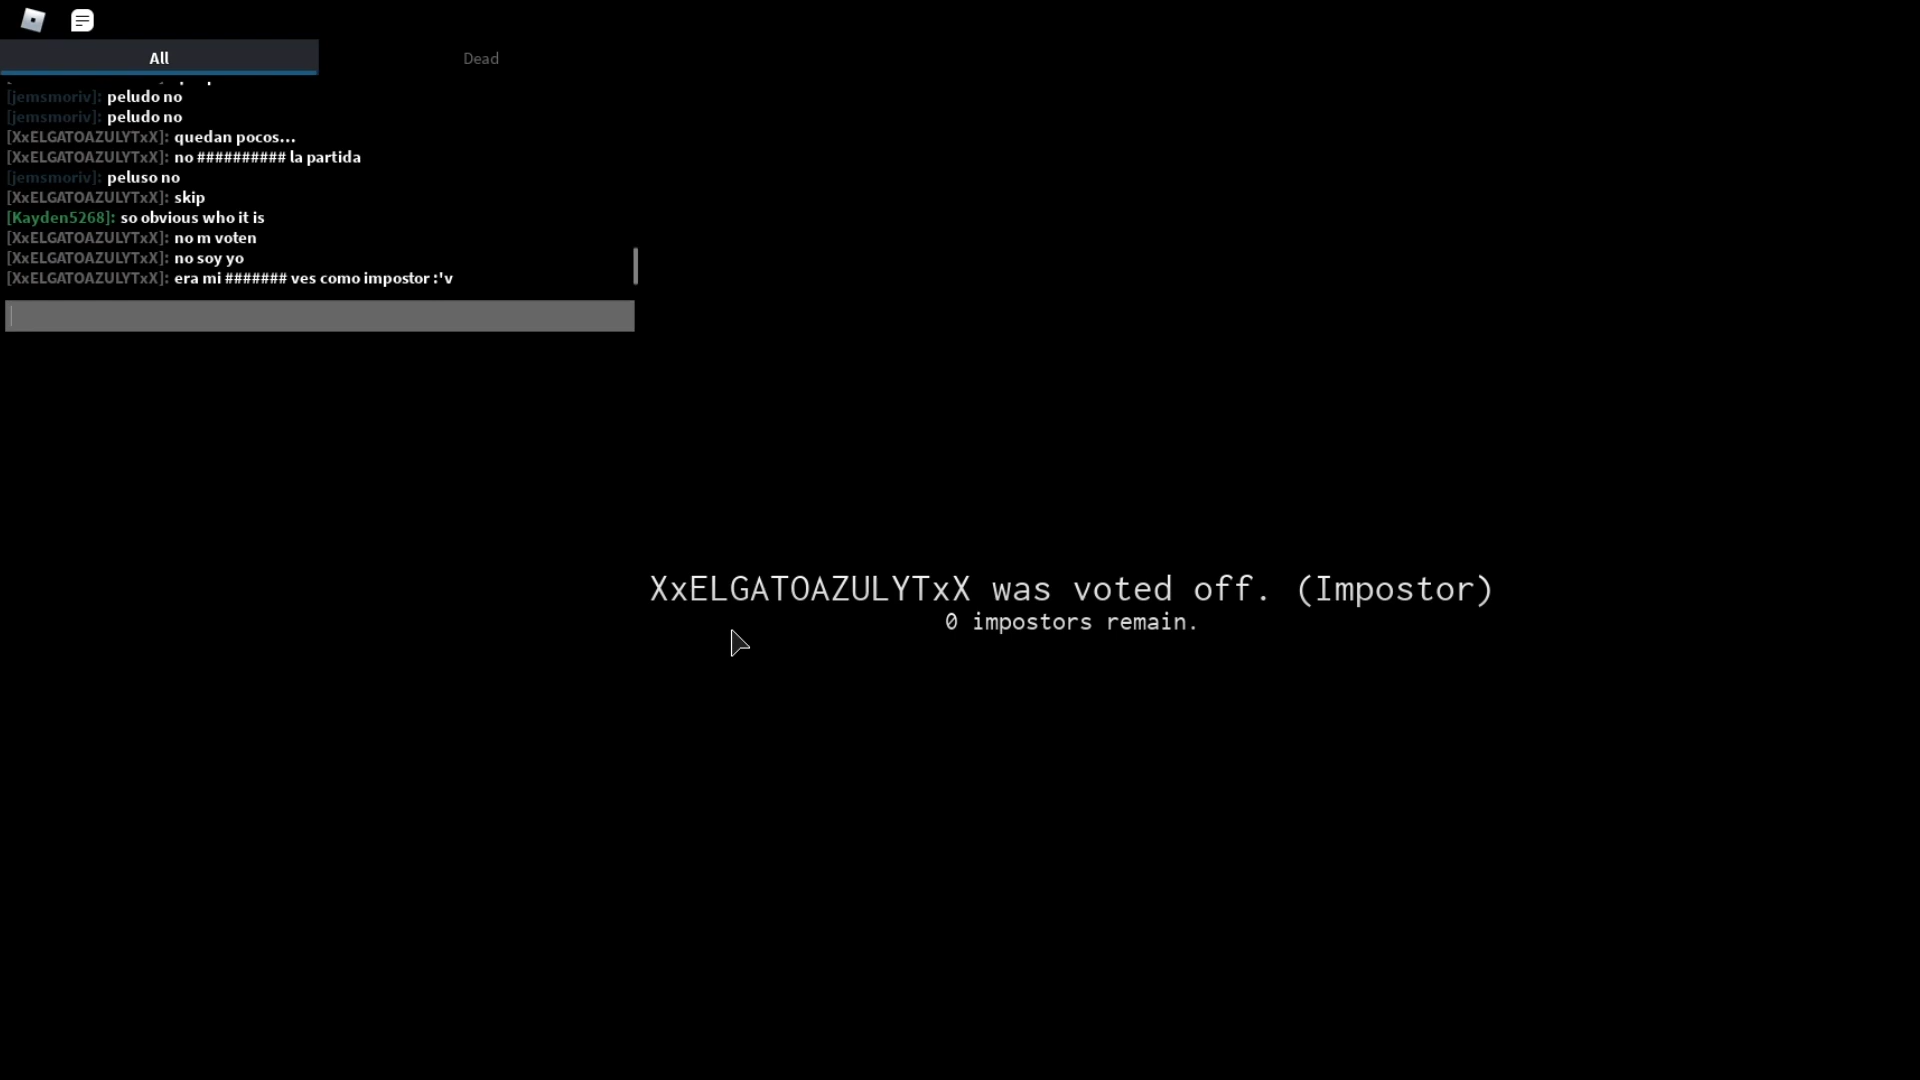 All
Dead
[jemsmoriv]: peludo no
[jemsmoriv]: peludo no
[XxELGATOAZULYTxX]: quedan pocos...
[XxELGATOAZULYTxX]: no ########## la partida
[jemsmoriv]: peluso no
[XxELGATOAZULYTxX]: skip
[Kayden5268]: so obvious who it is
[XxELGATOAZULYTxX]: no m voten
[XxELGATOAZULYTxX]: no soy yo
[XxELGATOAZULYTxX]: era mi ####### ves como impostor :'v
XxELGATOAZULYTxX was voted off. (Impostor)
0 impostors remain.